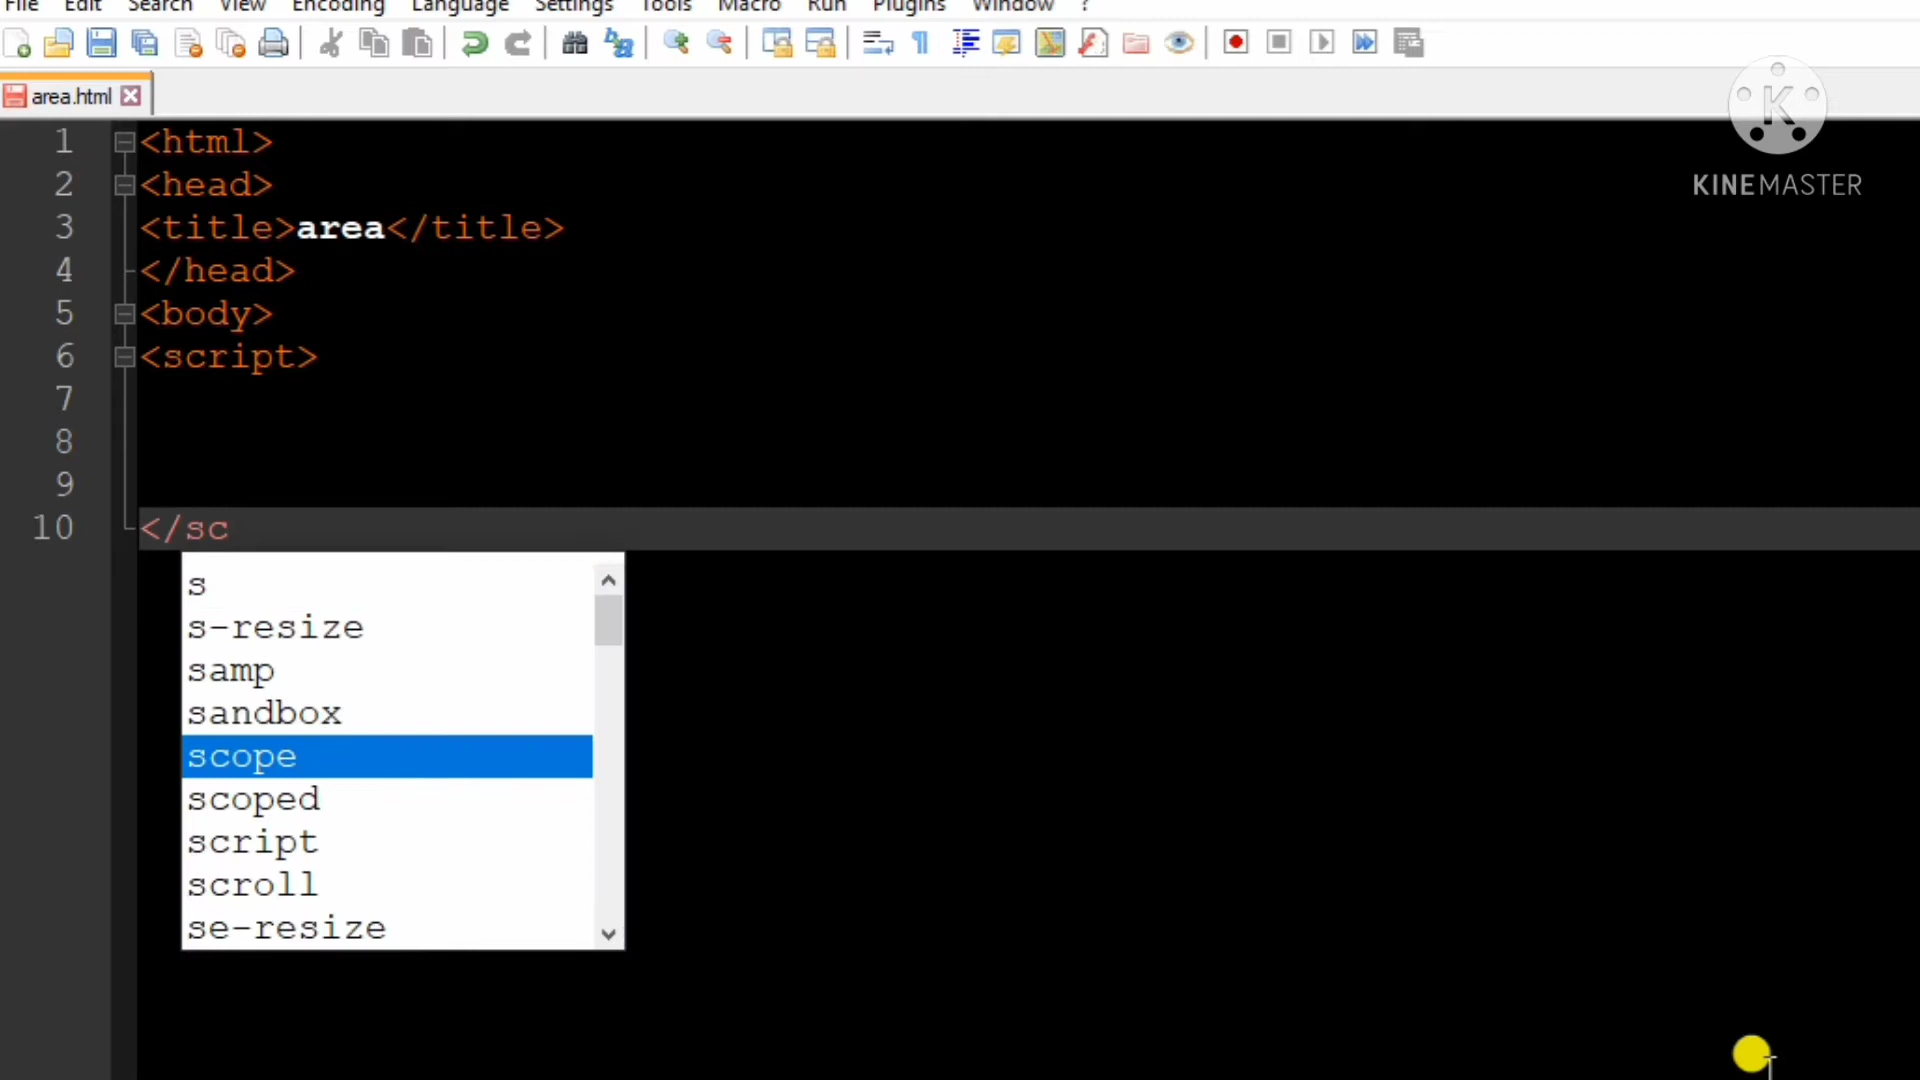 File Edit Search View Encoding Language Settings Tools Macro Run Plugins Window ?
area.html
KINEMASTER
1 <html>
2 <head>
3 <title>area</title>
4 </head>
5 <body>
6 <script>
7
8
9
10 </sc
s
s-resize
samp
sandbox
scope
scoped
script
scroll
se-resize